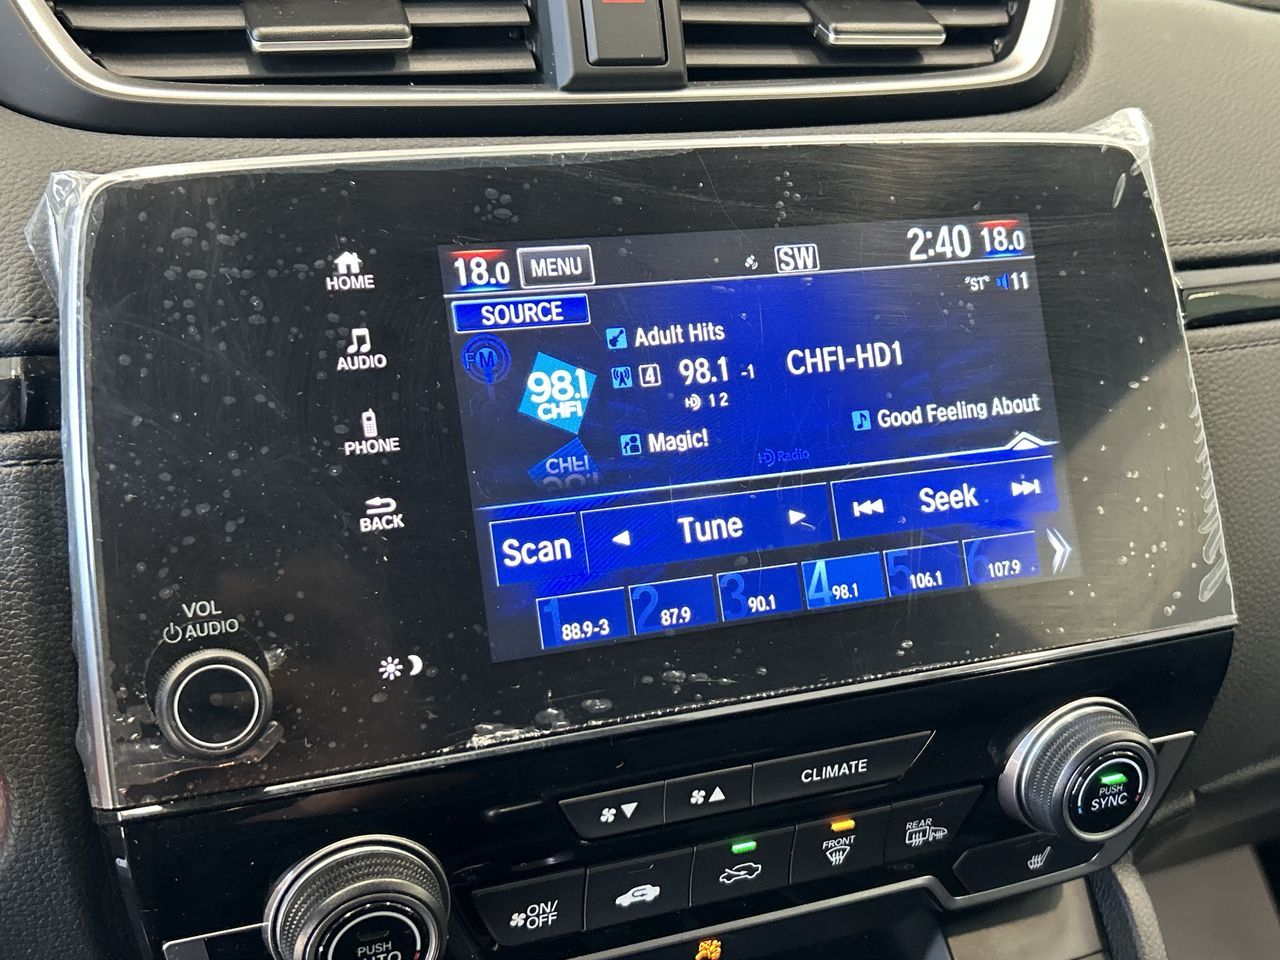 18.0
MENU
SW
2:40
18.0
SOURCE
"ST"
11
FM
98.1
CHFI
Adult Hits
4
98.1
-1
CHFI-HD1
HD 1 2
Magic!
Good Feeling About
HD Radio
Scan
Tune
Seek
1
88.9-3
2
87.9
3
90.1
4
98.1
5
106.1
6
107.9
HOME
AUDIO
PHONE
BACK
VOL
AUDIO
CLIMATE
PUSH
SYNC
FRONT
REAR
ON/
OFF
PUSH
AUTO